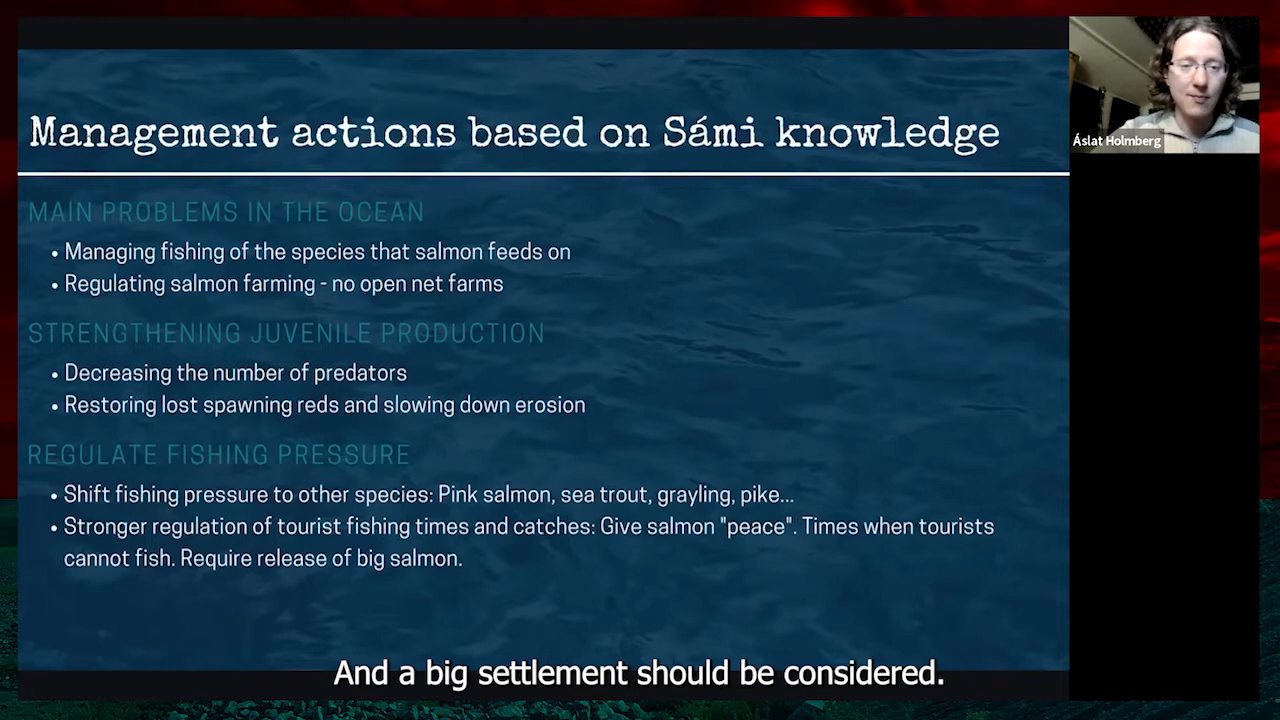 Management actions based on Sámi knowledge
Áslat Holmberg
MAIN PROBLEMS IN THE OCEAN
• Managing fishing of the species that salmon feeds on
• Regulating salmon farming - no open net farms
STRENGTHENING JUVENILE PRODUCTION
• Decreasing the number of predators
• Restoring lost spawning reds and slowing down erosion
REGULATE FISHING PRESSURE
• Shift fishing pressure to other species: Pink salmon, sea trout, grayling, pike...
• Stronger regulation of tourist fishing times and catches: Give salmon "peace". Times when tourists
cannot fish. Require release of big salmon.
And a big settlement should be considered.